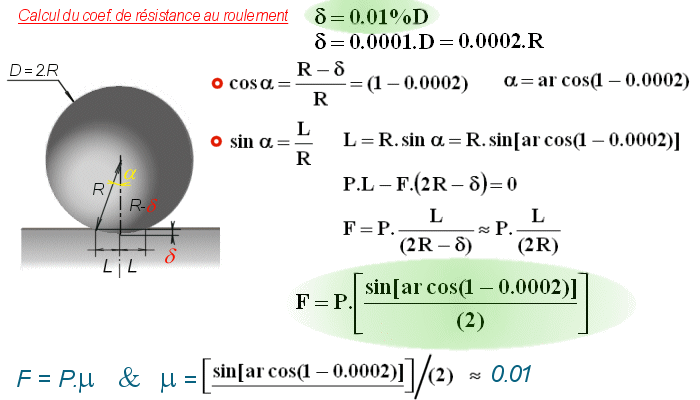 Calcul du coef. de résistance au roulement
δ = 0.01%D
δ = 0.0001.D = 0.0002.R
D = 2.R
cos α = (R − δ)/R = (1 − 0.0002)
α = ar cos(1 − 0.0002)
sin α = L/R
L = R. sin α = R. sin[ar cos(1 − 0.0002)]
α
R
R-δ
L L
δ
P.L − F.(2R − δ) = 0
F = P. L/(2R − δ) ≈ P. L/(2R)
F = P.[sin[ar cos(1 − 0.0002)]/(2)]
F = P.μ & μ = [sin[ar cos(1 − 0.0002)]]/(2) ≈ 0.01